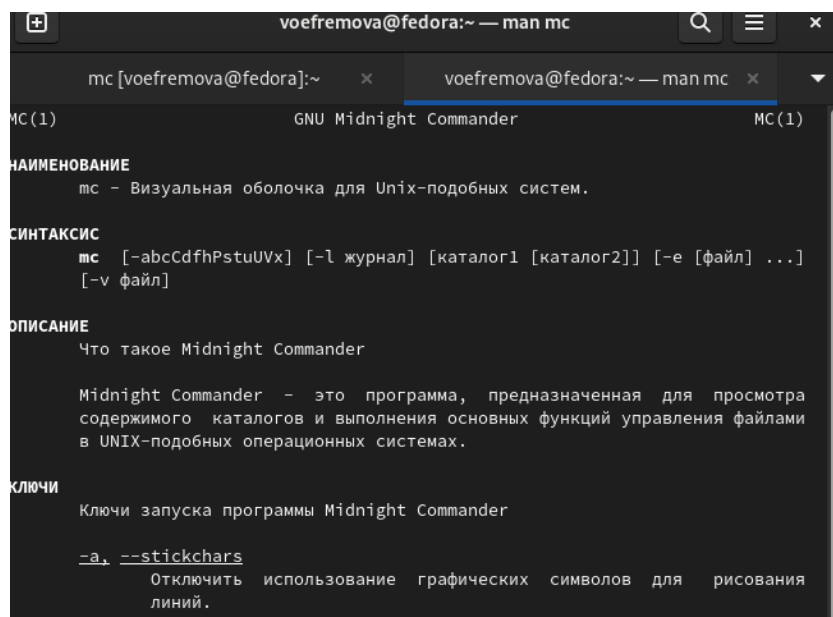 voefremova@fedora:~ — man mc
mc [voefremova@fedora]:~ voefremova@fedora:~ — man mc
MC(1) GNU Midnight Commander MC(1)
НАИМЕНОВАНИЕ
mc – Визуальная оболочка для Unix-подобных систем.
СИНТАКСИС
mc [-abcCdfhPstuUVx] [-l журнал] [каталог1 [каталог2]] [-e [файл] ...]
[-v файл]
ОПИСАНИЕ
Что такое Midnight Commander
Midnight Commander – это программа, предназначенная для просмотра
содержимого каталогов и выполнения основных функций управления файлами
в UNIX-подобных операционных системах.
КЛЮЧИ
Ключи запуска программы Midnight Commander
-a, --stickchars
Отключить использование графических символов для рисования
линий.